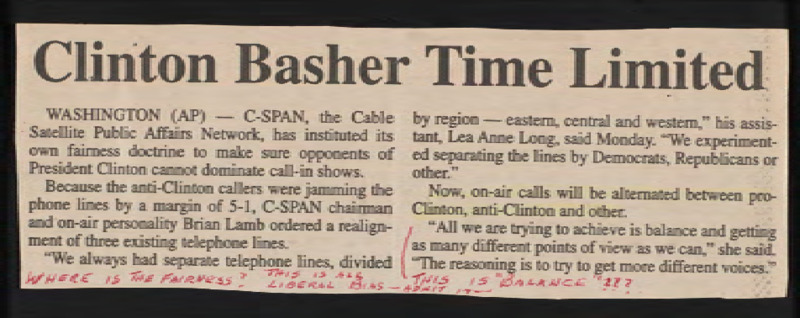 Clinton Basher Time Limited
WASHINGTON (AP) — C-SPAN, the Cable
Satellite Public Affairs Network, has instituted its
own fairness doctrine to make sure opponents of
President Clinton cannot dominate call-in shows.
Because the anti-Clinton callers were jamming the
phone lines by a margin of 5-1, C-SPAN chairman
and on-air personality Brian Lamb ordered a realign-
ment of three existing telephone lines.
"We always had separate telephone lines, divided
by region — eastern, central and western," his assis-
tant, Lea Anne Long, said Monday. "We experiment-
ed separating the lines by Democrats, Republicans or
other."
Now, on-air calls will be alternated between pro-
Clinton, anti-Clinton and other.
"All we are trying to achieve is balance and getting
as many different points of view as we can," she said.
"The reasoning is to try to get more different voices."
WHERE IS THE FAIRNESS? THIS IS ALL
LIBERAL BIAS — ADMIT IT —
THIS IS "BALANCE"???